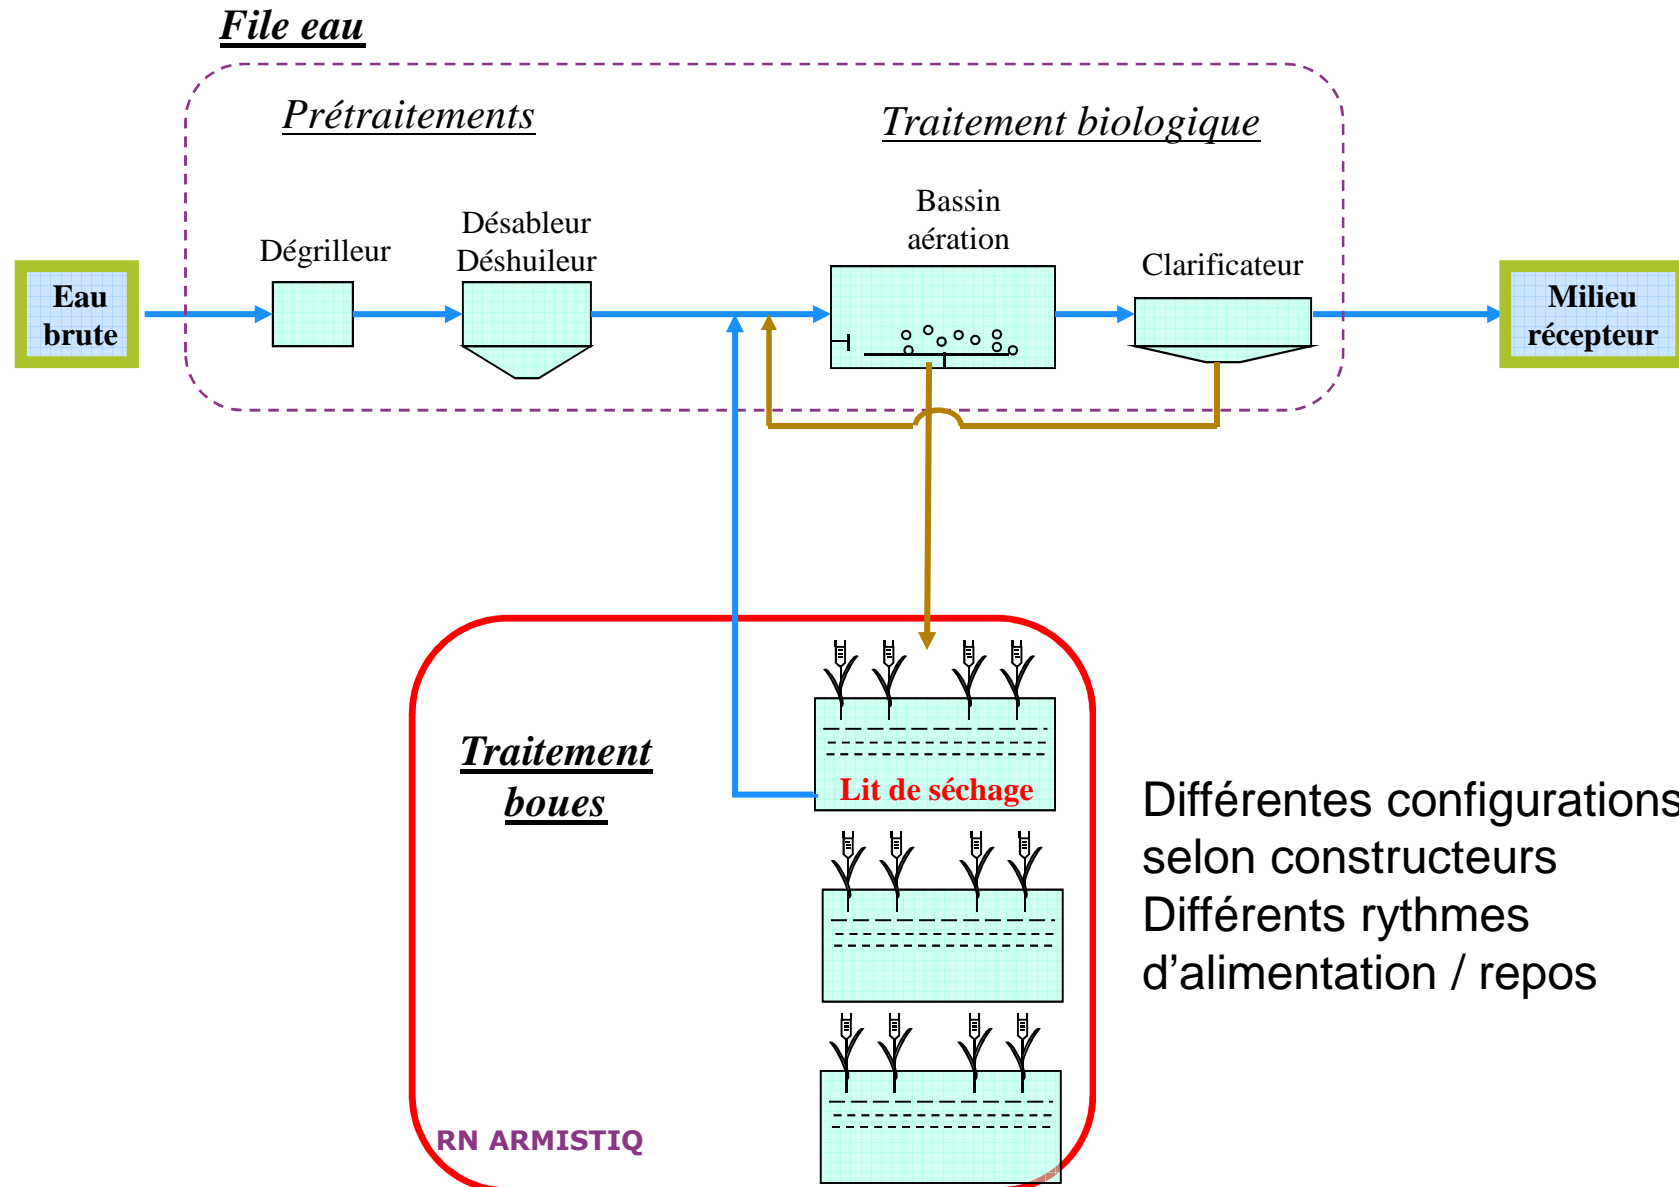 File eau
Prétraitements
Traitement biologique
Dégrilleur
Désableur
Déshuileur
Bassin
aération
Clarificateur
Eau
brute
Milieu
récepteur
Traitement
boues
Lit de séchage
Différentes configurations
selon constructeurs
Différents rythmes
d’alimentation / repos
RN ARMISTIQ